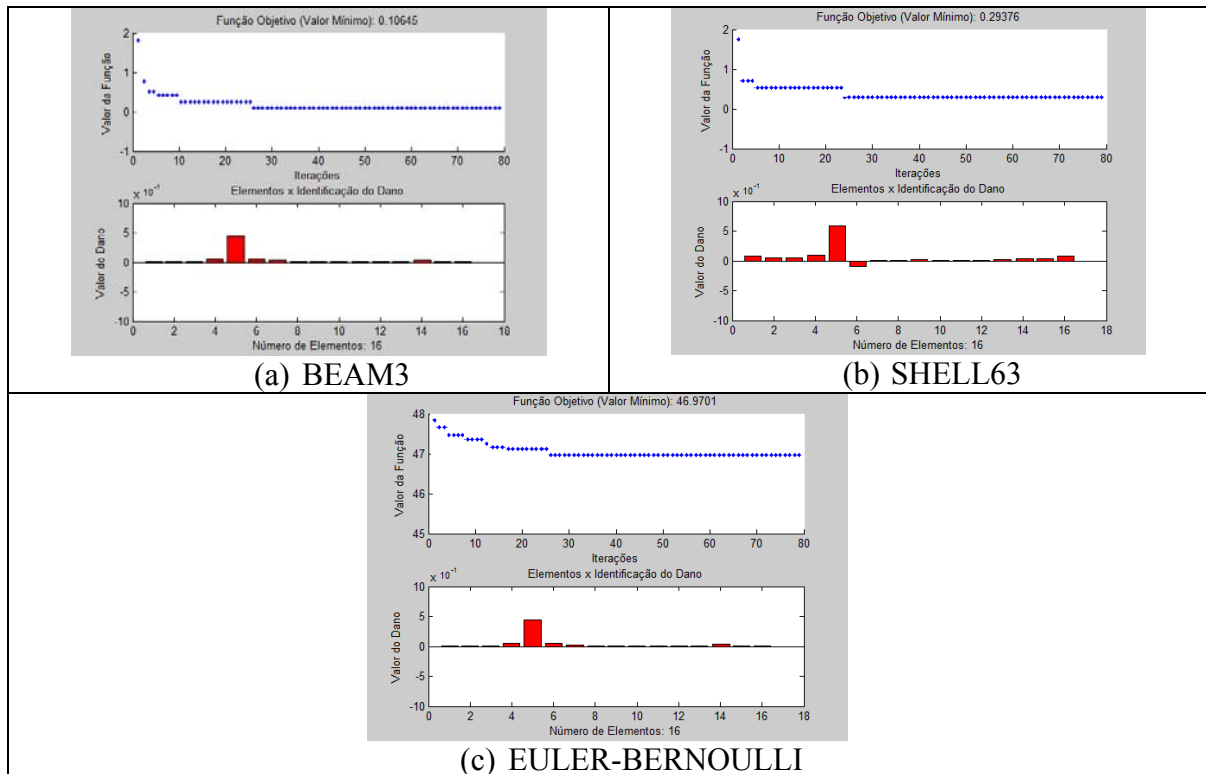 Função Objetivo (Valor Mínimo): 0.10645
Valor da Função
2
1
0
-1
0 10 20 30 40 50 60 70 80
Iterações
Elementos x Identificação do Dano
x 10⁻¹
Valor do Dano
10
5
0
-5
-10
0 2 4 6 8 10 12 14 16 18
Número de Elementos: 16
(a) BEAM3
Função Objetivo (Valor Mínimo): 0.29376
Valor da Função
2
1
0
-1
0 10 20 30 40 50 60 70 80
Iterações
Elementos x Identificação do Dano
x 10⁻¹
Valor do Dano
10
5
0
-5
-10
0 2 4 6 8 10 12 14 16 18
Número de Elementos: 16
(b) SHELL63
Função Objetivo (Valor Mínimo): 46.9701
Valor da Função
48
47
46
45
0 10 20 30 40 50 60 70 80
Iterações
Elementos x Identificação do Dano
x 10⁻¹
Valor do Dano
10
5
0
-5
-10
0 2 4 6 8 10 12 14 16 18
Número de Elementos: 16
(c) EULER-BERNOULLI